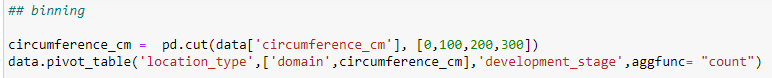 ## binning
circumference_cm =  pd.cut(data['circumference_cm'], [0,100,200,300])
data.pivot_table('location_type',['domain',circumference_cm],'development_stage',aggfunc= "count")